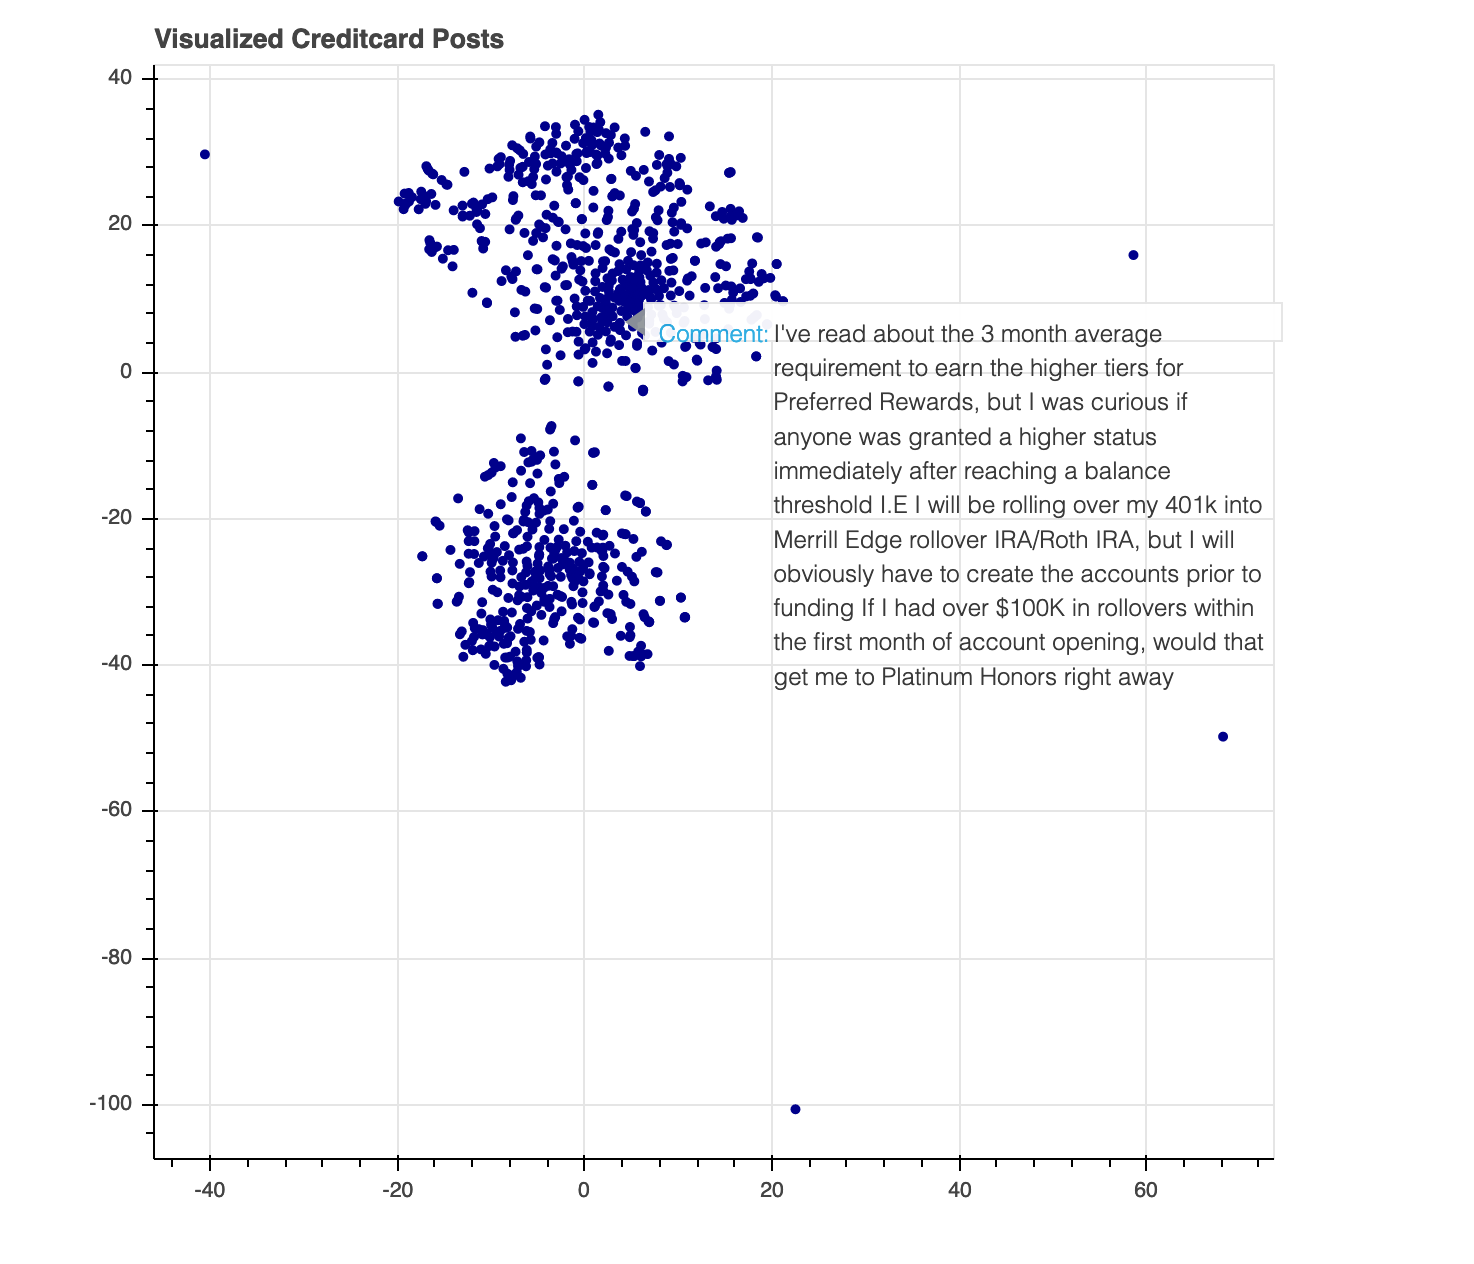 Visualized Creditcard Posts
40
20
0
-20
-40
-60
-80
-100
Comment: I've read about the 3 month average
requirement to earn the higher tiers for
Preferred Rewards, but I was curious if
anyone was granted a higher status
immediately after reaching a balance
threshold I.E I will be rolling over my 401k into
Merrill Edge rollover IRA/Roth IRA, but I will
obviously have to create the accounts prior to
funding If I had over $100K in rollovers within
the first month of account opening, would that
get me to Platinum Honors right away
-40 -20 0 20 40 60